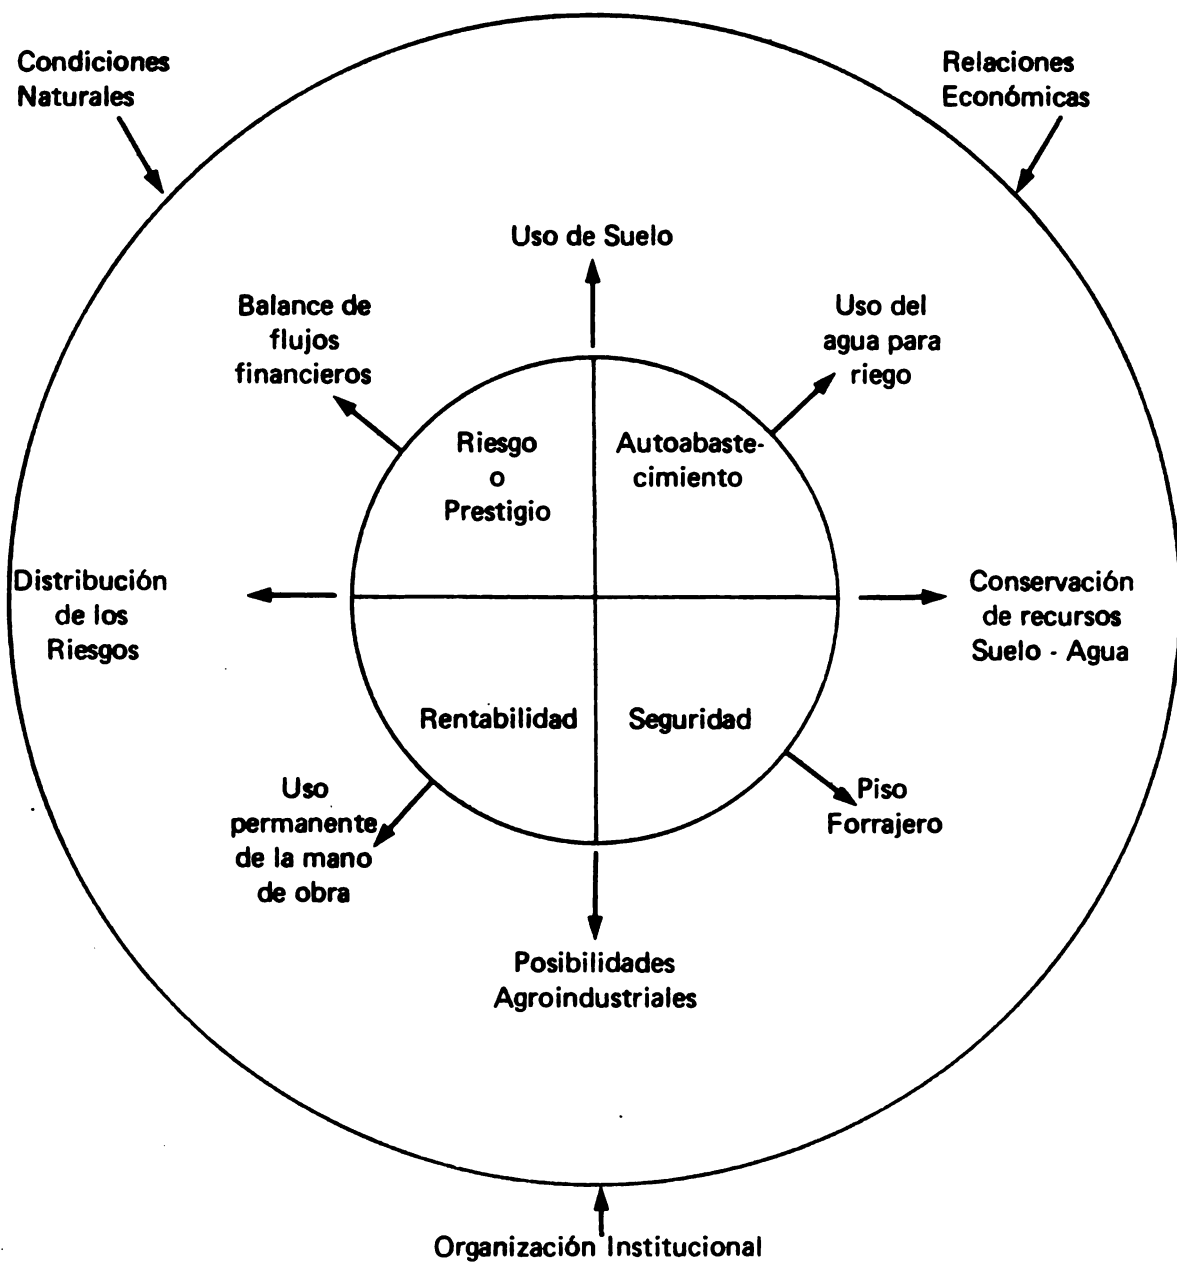 Condiciones
Naturales
Relaciones
Económicas
Uso de Suelo
Balance de
flujos
financieros
Uso del
agua para
riego
Riesgo
o
Prestigio
Autoabaste-
cimiento
Distribución
de los
Riesgos
Conservación
de recursos
Suelo - Agua
Rentabilidad
Seguridad
Uso
permanente
de la mano
de obra
Piso
Forrajero
Posibilidades
Agroindustriales
Organización Institucional